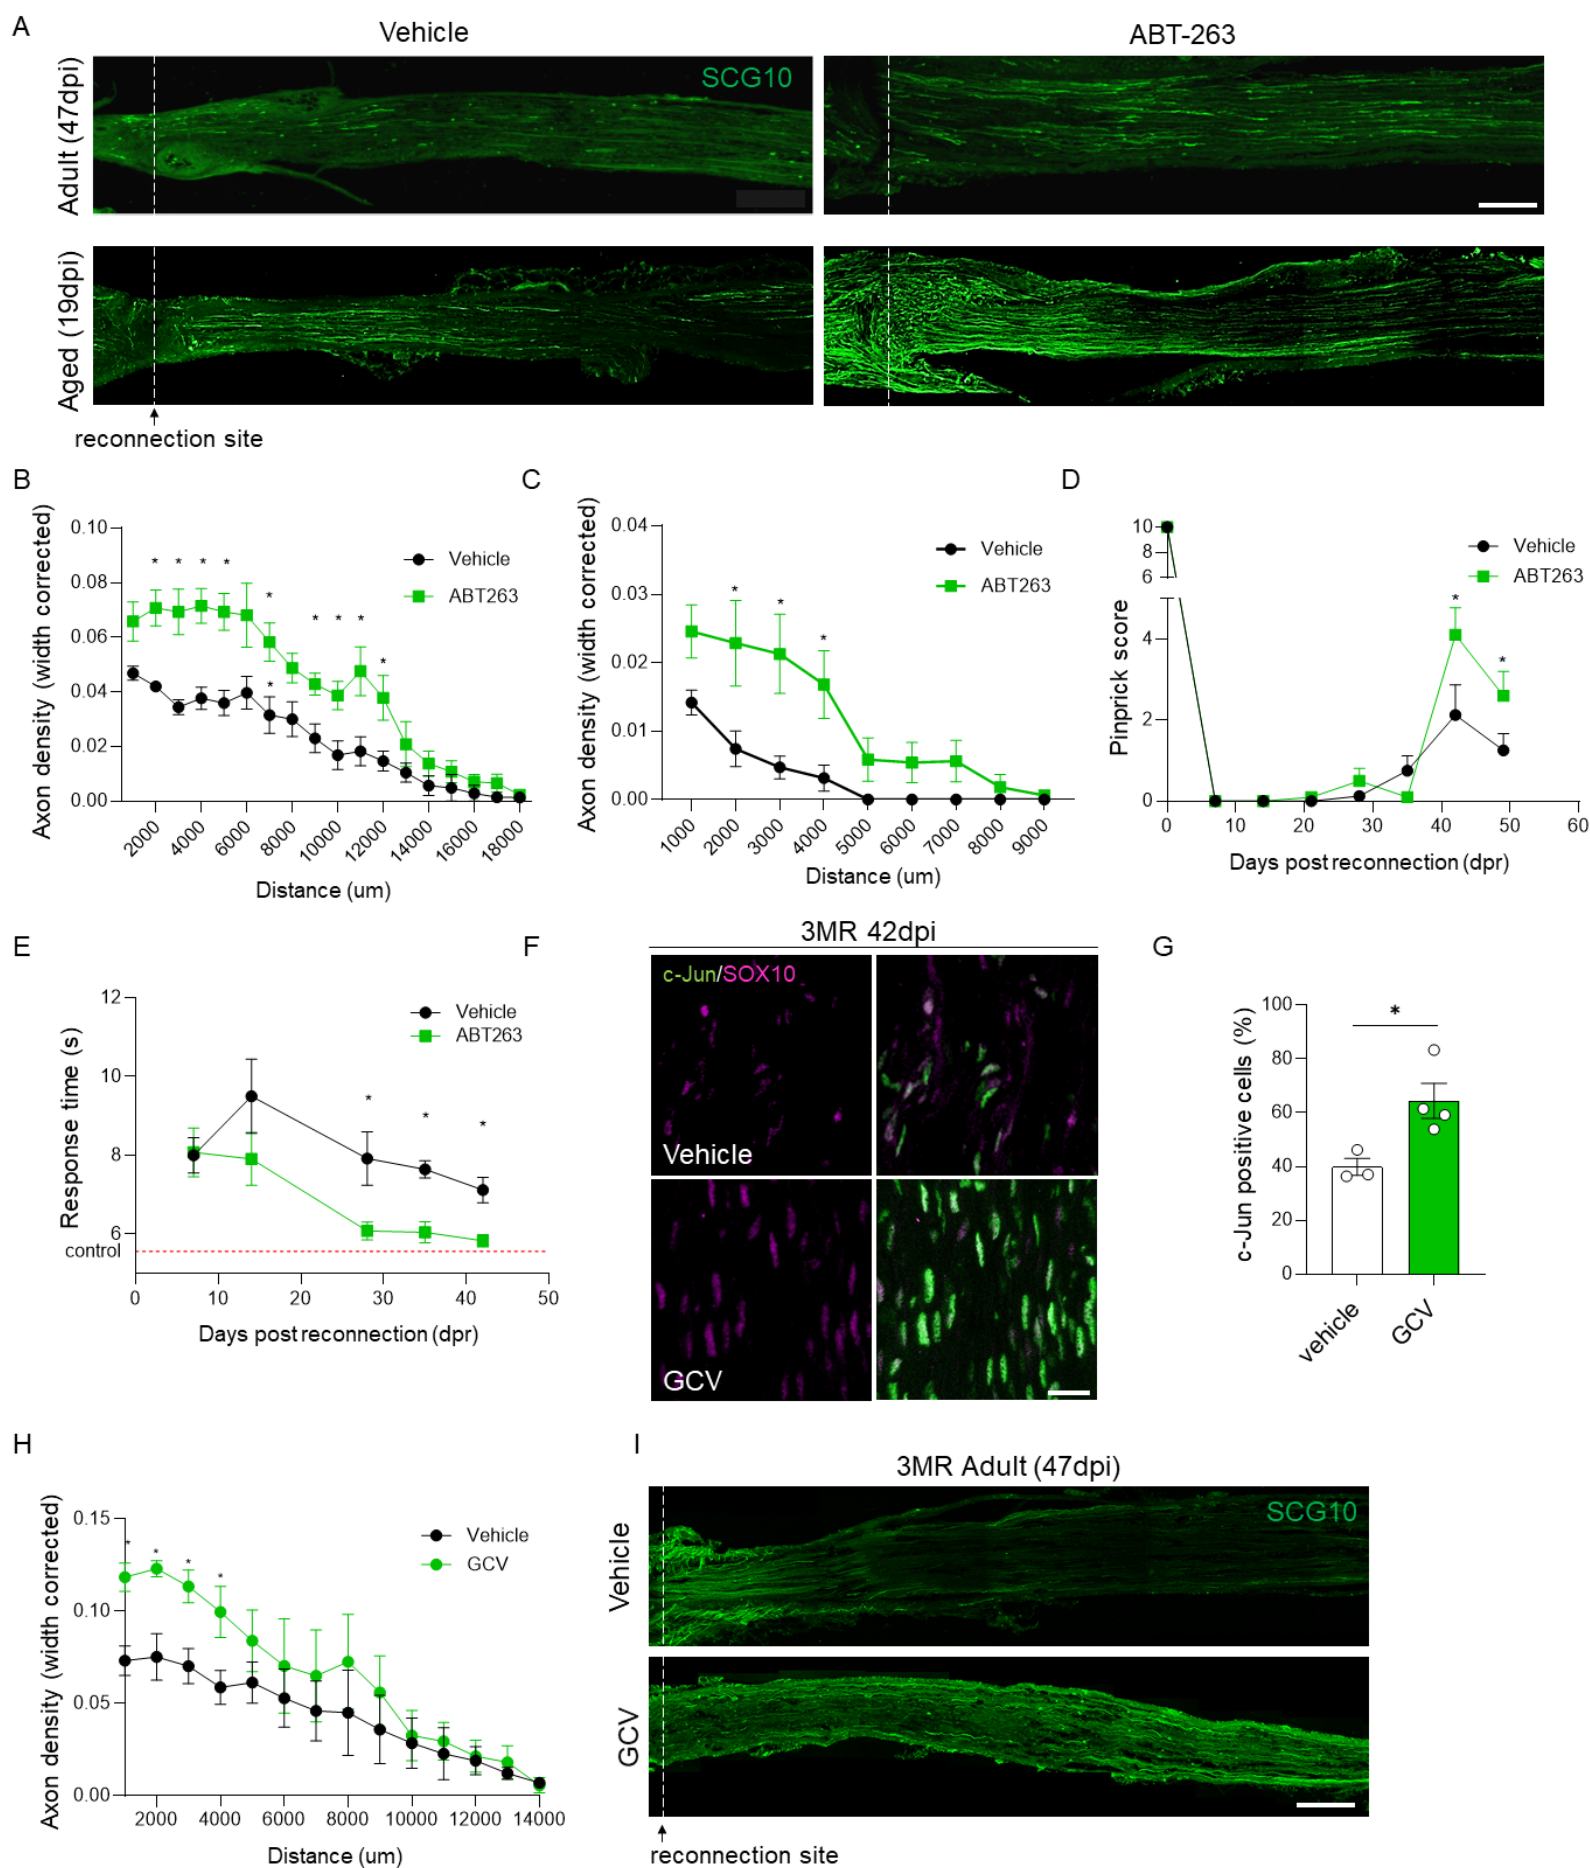 A
Vehicle
ABT-263
SCG10
Adult (47dpi)
Aged (19dpi)
reconnection site
B
Axon density (width corrected)
0.10
0.08
0.06
0.04
0.02
0.00
* * * * * * * * * *
Vehicle
ABT263
2000 4000 6000 8000 10000 12000 14000 16000 18000
Distance (um)
C
Axon density (width corrected)
0.04
0.03
0.02
0.01
0.00
* * *
Vehicle
ABT263
1000 2000 3000 4000 5000 6000 7000 8000 9000
Distance (um)
D
Pinprick score
10
8
6
4
2
0
* *
Vehicle
ABT263
0 10 20 30 40 50 60
Days post reconnection (dpr)
E
Response time (s)
12
10
8
6
control
* * *
Vehicle
ABT263
0 10 20 30 40 50
Days post reconnection (dpr)
F
3MR 42dpi
c-Jun/SOX10
Vehicle
GCV
G
c-Jun positive cells (%)
100
80
60
40
20
0
*
vehicle GCV
H
Axon density (width corrected)
0.15
0.10
0.05
0.00
* * * *
Vehicle
GCV
2000 4000 6000 8000 10000 12000 14000
Distance (um)
I
3MR Adult (47dpi)
SCG10
Vehicle
GCV
reconnection site